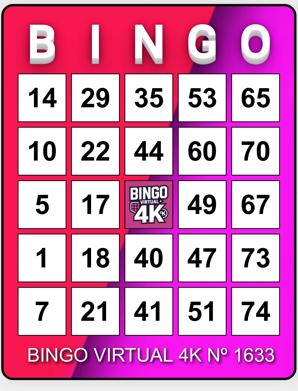 B I N G O
14 29 35 53 65
10 22 44 60 70
5 17 BINGO VIRTUAL 4K 49 67
1 18 40 47 73
7 21 41 51 74
BINGO VIRTUAL 4K Nº 1633